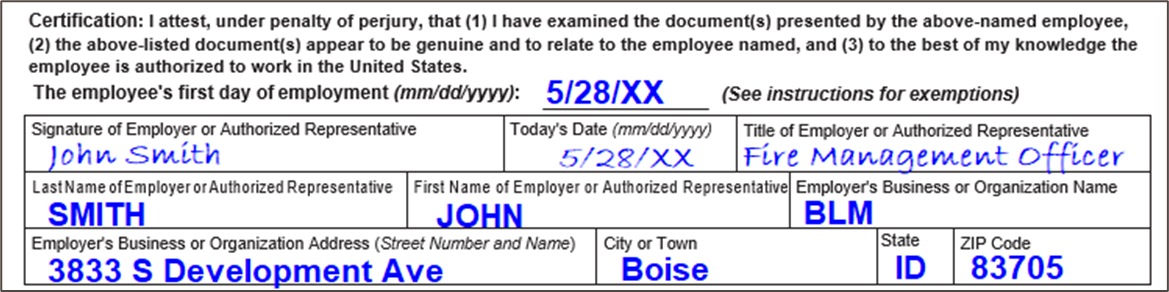 Certification: I attest, under penalty of perjury, that (1) I have examined the document(s) presented by the above-named employee,
(2) the above-listed document(s) appear to be genuine and to relate to the employee named, and (3) to the best of my knowledge the
employee is authorized to work in the United States.
The employee's first day of employment (mm/dd/yyyy): 5/28/XX (See instructions for exemptions)
Signature of Employer or Authorized Representative Today's Date (mm/dd/yyyy) Title of Employer or Authorized Representative
John Smith 5/28/XX Fire Management Officer
Last Name of Employer or Authorized Representative First Name of Employer or Authorized Representative Employer's Business or Organization Name
SMITH JOHN BLM
Employer's Business or Organization Address (Street Number and Name) City or Town State ZIP Code
3833 S Development Ave Boise ID 83705